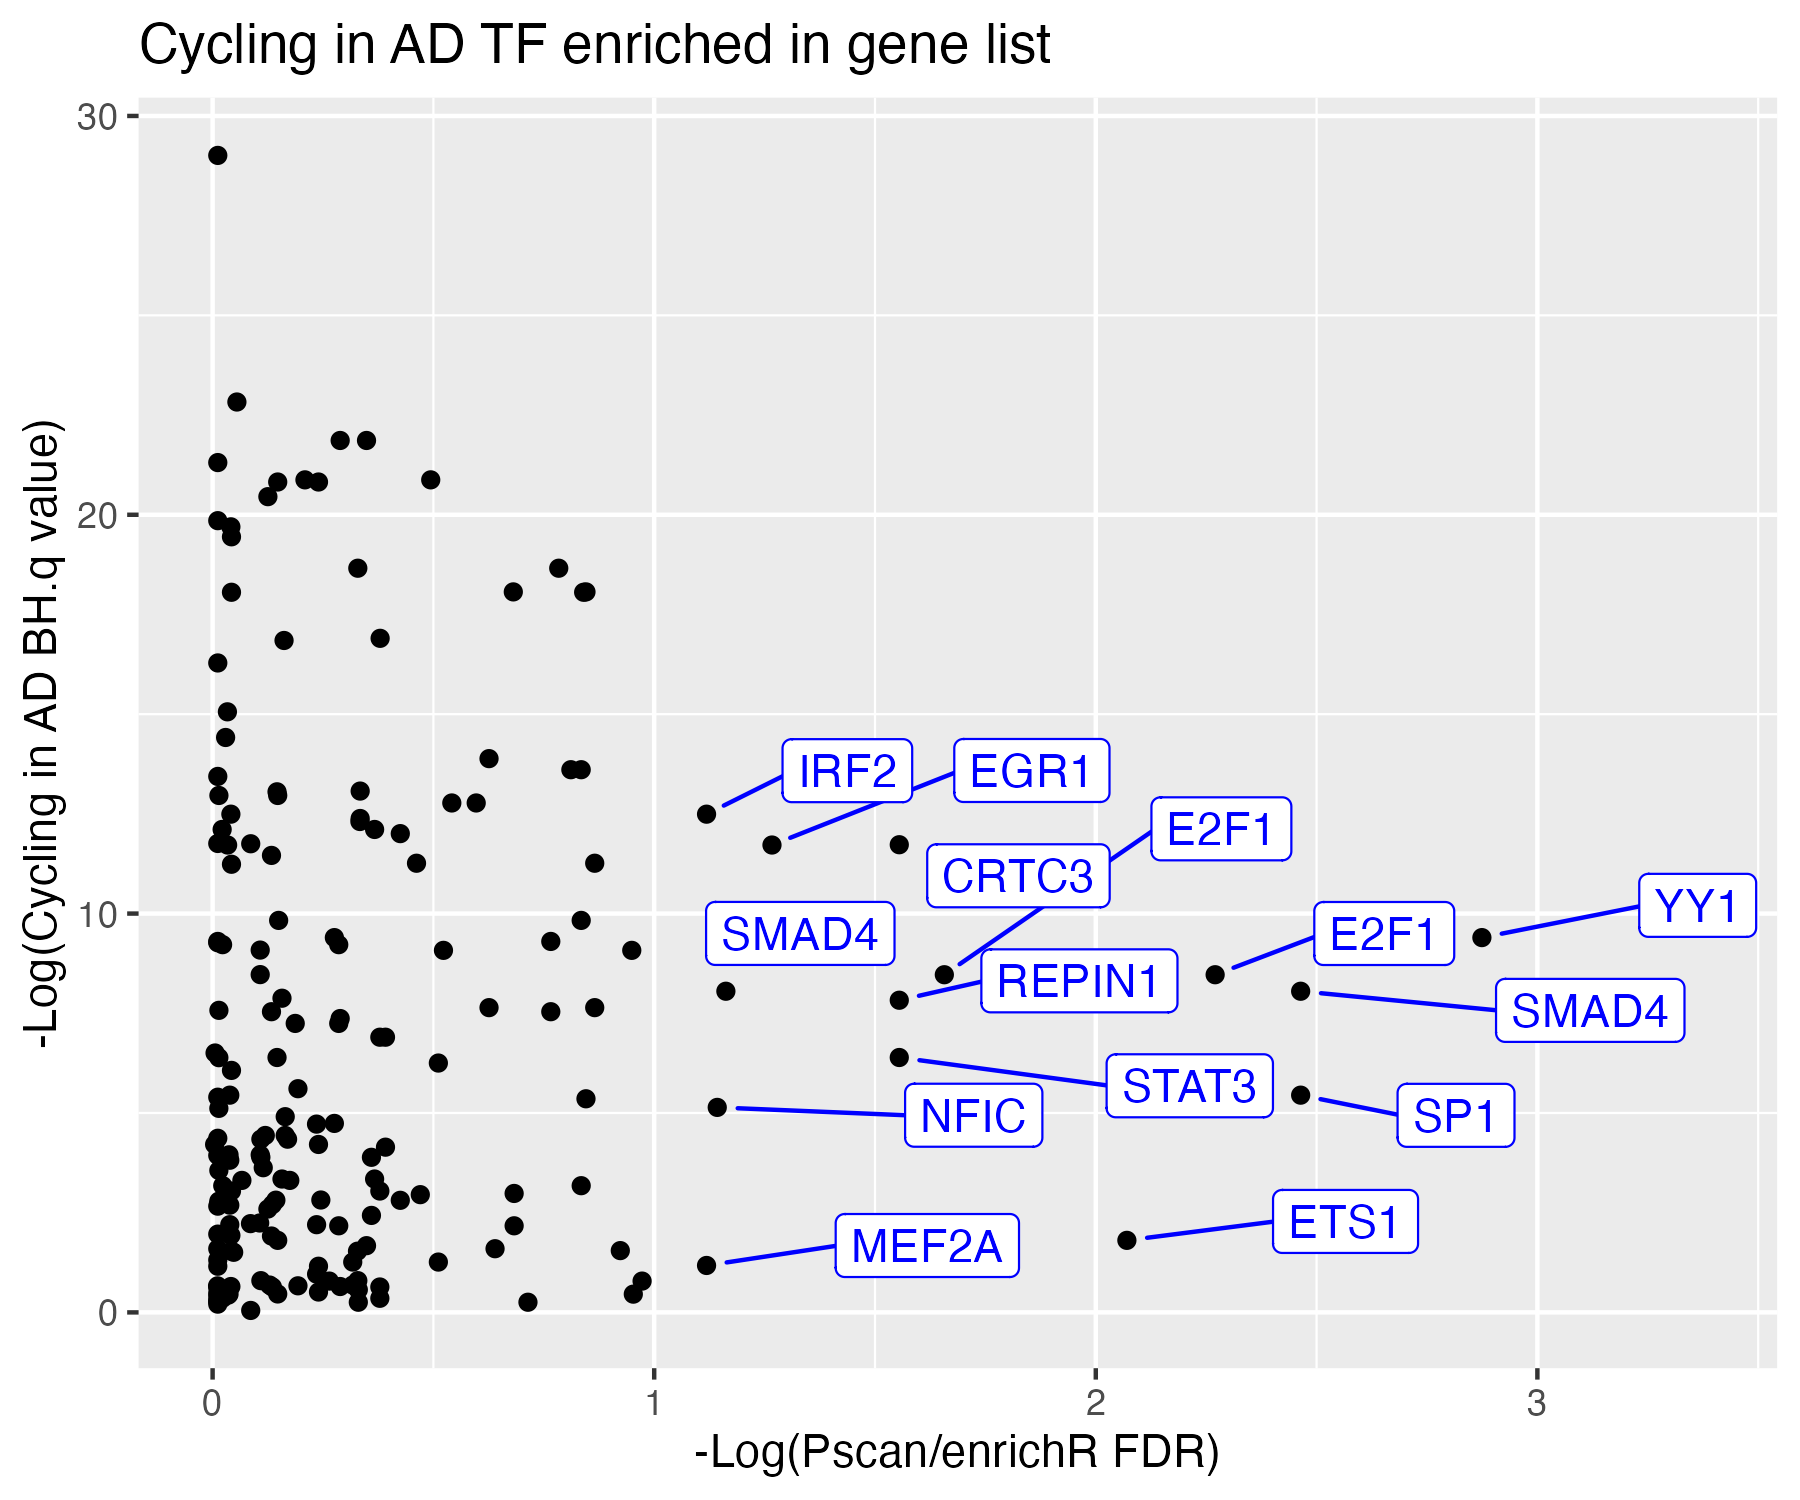 Cycling in AD TF enriched in gene list
-Log(Cycling in AD BH.q value)
30
20
10
0
IRF2
EGR1
E2F1
CRTC3
YY1
SMAD4
E2F1
REPIN1
SMAD4
STAT3
NFIC
SP1
ETS1
MEF2A
0
1
2
3
-Log(Pscan/enrichR FDR)